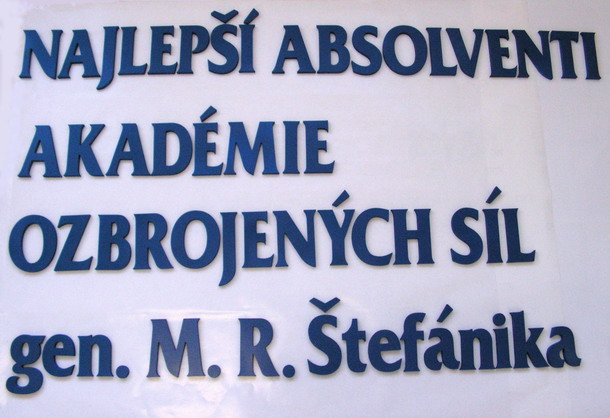 NAJLEPŠÍ ABSOLVENTI
AKADÉMIE
OZBROJENÝCH SÍL
gen. M. R. Štefánika